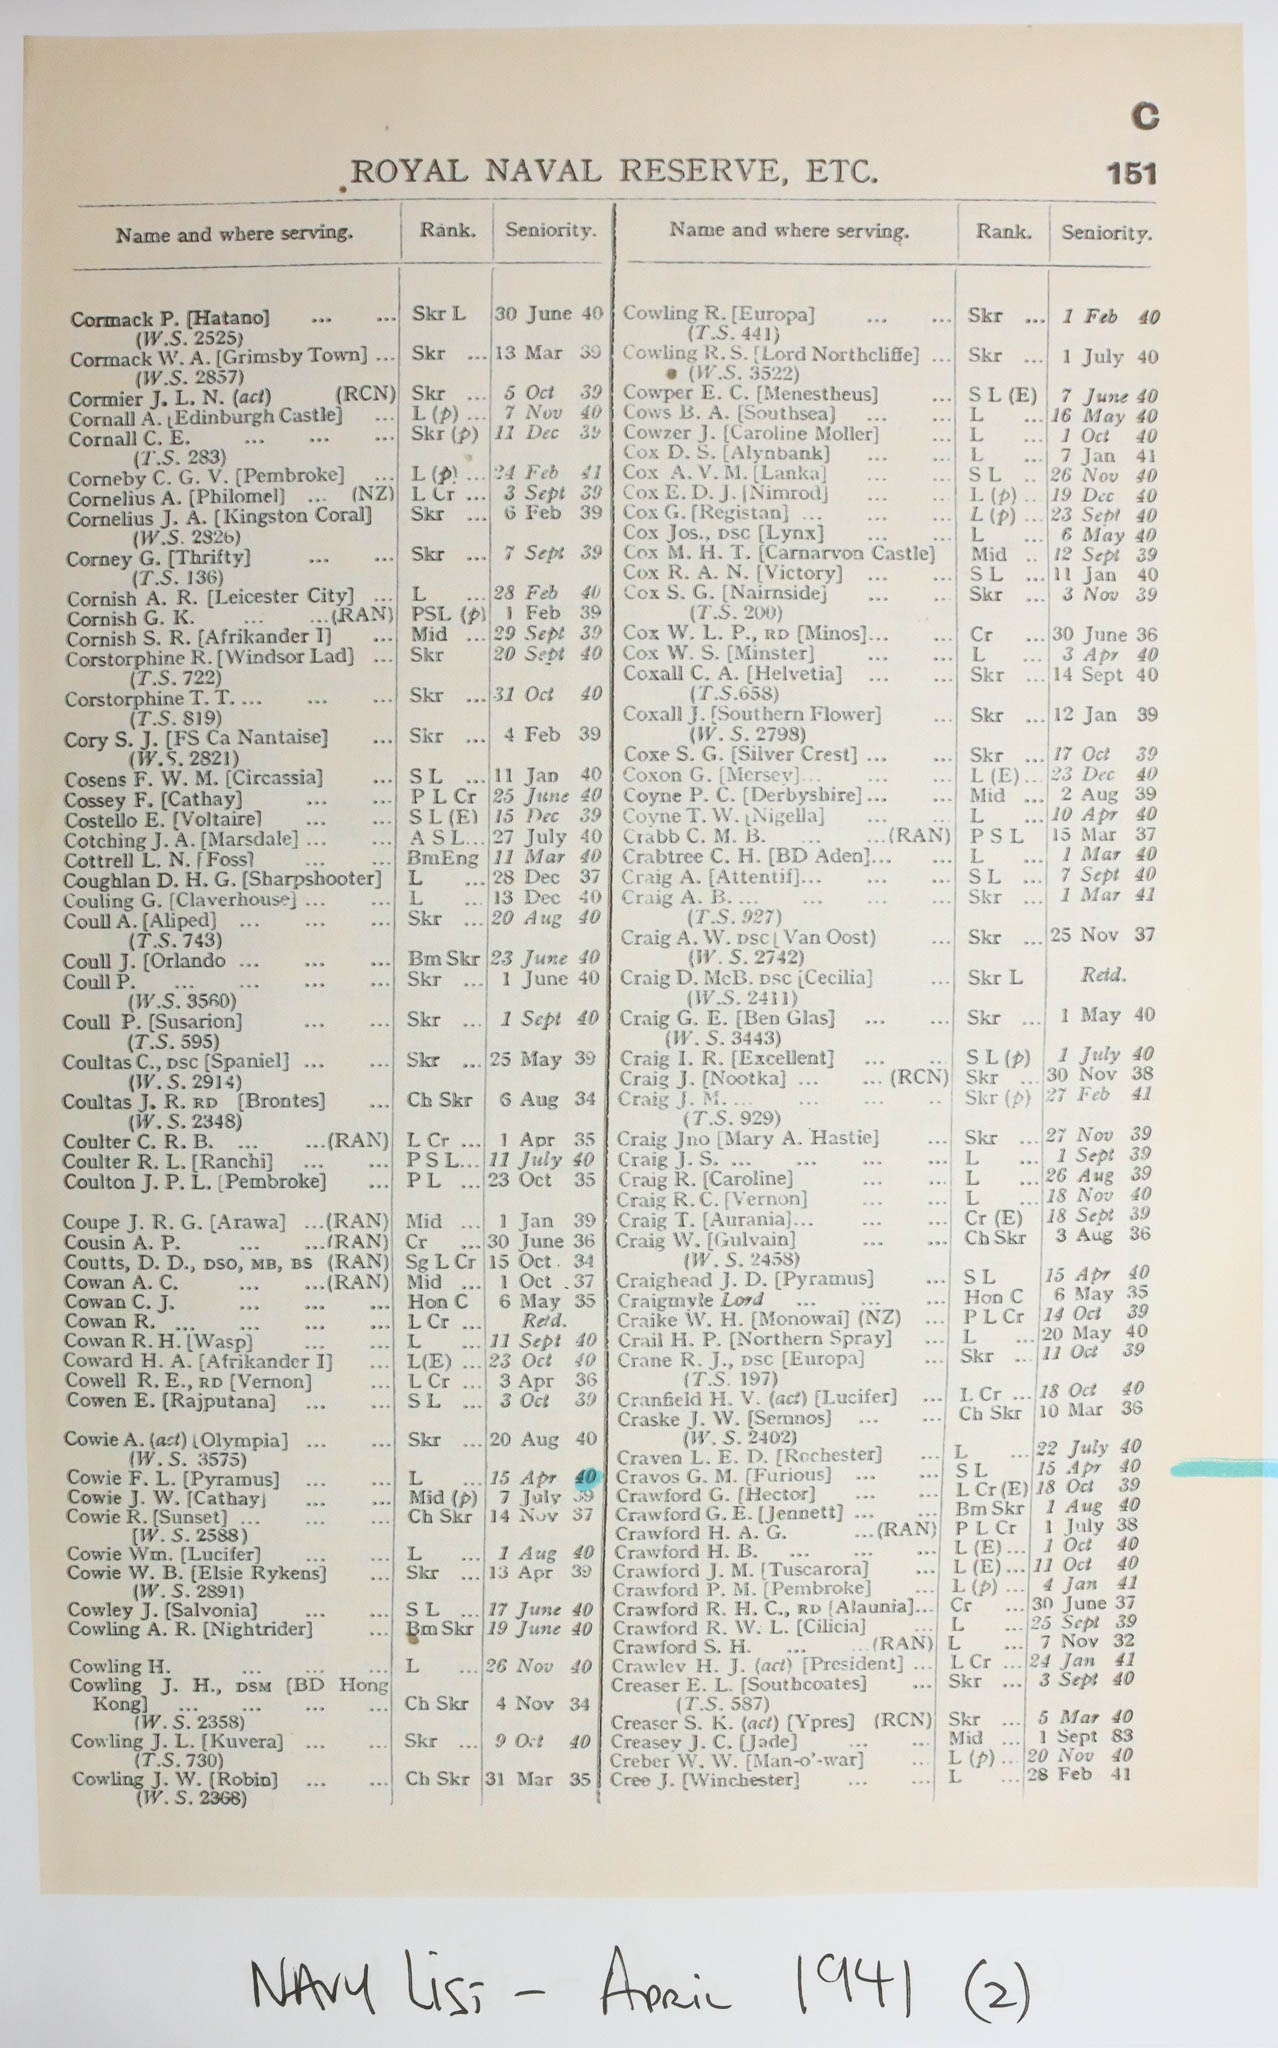 C
ROYAL NAVAL RESERVE, ETC.
151
Name and where serving. Rank. Seniority.
Cormack P. [Hatano] ... ... Skr L 30 June 40
(W.S. 2525)
Cormack W. A. [Grimsby Town] ... Skr ... 13 Mar 39
(W.S. 2857)
Cormier J. L. N. (act) (RCN) Skr ... 5 Oct 39
Cornall A. [Edinburgh Castle] ... L (p) ... 7 Nov 40
Cornall C. E. ... ... ... Skr (p) 11 Dec 39
(T.S. 283)
Corneby C. G. V. [Pembroke] ... L (p) ... 24 Feb 41
Cornelius A. [Philomel] ... (NZ) L Cr ... 3 Sept 39
Cornelius J. A. [Kingston Coral] Skr ... 6 Feb 39
(W.S. 2826)
Corney G. [Thrifty] ... ... Skr ... 7 Sept 39
(T.S. 136)
Cornish A. R. [Leicester City] ... L ... 28 Feb 40
Cornish G. K. ... ...(RAN) PSL (p) 1 Feb 39
Cornish S. R. [Afrikander I] ... Mid ... 29 Sept 39
Corstorphine R. [Windsor Lad] ... Skr 20 Sept 40
(T.S. 722)
Corstorphine T. T. ... ... ... Skr ... 31 Oct 40
(T.S. 819)
Cory S. J. [FS Ca Nantaise] ... Skr ... 4 Feb 39
(W.S. 2821)
Cosens F. W. M. [Circassia] ... S L ... 11 Jan 40
Cossey F. [Cathay] ... ... P L Cr 25 June 40
Costello E. [Voltaire] ... ... S L (E) 15 Dec 39
Cotching J. A. [Marsdale] ... ... A S L... 27 July 40
Cottrell L. N. [Foss] ... ... BmEng 11 Mar 40
Coughlan D. H. G. [Sharpshooter] L ... 28 Dec 37
Couling G. [Claverhouse] ... ... L ... 13 Dec 40
Coull A. [Aliped] ... ... ... Skr ... 20 Aug 40
(T.S. 743)
Coull J. [Orlando ... ... ... Bm Skr 23 June 40
Coull P. ... ... ... ... Skr ... 1 June 40
(W.S. 3560)
Coull P. [Susarion] ... ... Skr ... 1 Sept 40
(T.S. 595)
Coultas C., DSC [Spaniel] ... ... Skr ... 25 May 39
(W.S. 2914)
Coultas J. R. RD [Brontes] ... Ch Skr 6 Aug 34
(W.S. 2348)
Coulter C. R. B. ... ...(RAN) L Cr ... 1 Apr 35
Coulter R. L. [Ranchi] ... ... P S L... 11 July 40
Coulton J. P. L. [Pembroke] ... P L ... 23 Oct 35
Coupe J. R. G. [Arawa] ...(RAN) Mid ... 1 Jan 39
Cousin A. P. ... ...(RAN) Cr ... 30 June 36
Coutts, D. D., DSO, MB, BS (RAN) Sg L Cr 15 Oct 34
Cowan A. C. ... ...(RAN) Mid ... 1 Oct 37
Cowan C. J. ... ... ... Hon C 6 May 35
Cowan R. ... ... ... ... L Cr ... Retd.
Cowan R. H. [Wasp] ... ... L ... 11 Sept 40
Coward H. A. [Afrikander I] ... L(E) ... 23 Oct 40
Cowell R. E., RD [Vernon] ... L Cr ... 3 Apr 36
Cowen E. [Rajputana] ... ... S L ... 3 Oct 39
Cowie A. (act) [Olympia] ... ... Skr ... 20 Aug 40
(W.S. 3575)
Cowie F. L. [Pyramus] ... ... L ... 15 Apr 40
Cowie J. W. [Cathay] ... ... Mid (p) 7 July 39
Cowie R. [Sunset] ... ... ... Ch Skr 14 Nov 37
[W.S. 2588)
Cowie Wm. [Lucifer] ... ... L ... 1 Aug 40
Cowie W. B. [Elsie Rykens] ... Skr ... 13 Apr 39
(W.S. 2891)
Cowley J. [Salvonia] ... ... S L ... 17 June 40
Cowling A. R. [Nightrider] ... Bm Skr 19 June 40
Cowling H. ... ... ... L ... 26 Nov 40
Cowling J. H., DSM [BD Hong
Kong] ... ... ... ... Ch Skr 4 Nov 34
(W.S. 2358)
Cowling J. L. [Kuvera] ... ... Skr ... 9 Oct 40
(T.S. 730)
Cowling J. W. [Robin] ... ... Ch Skr 31 Mar 35
(W. S. 2368)
Name and where serving. Rank. Seniority.
Cowling R. [Europa] ... ... Skr ... 1 Feb 40
(T.S. 441)
Cowling R. S. [Lord Northcliffe] ... Skr ... 1 July 40
(W.S. 3522)
Cowper E. C. [Menestheus] ... S L (E) 7 June 40
Cows B. A. [Southsea] ... ... L ... 16 May 40
Cowzer J. [Caroline Moller] ... L ... 1 Oct 40
Cox D. S. [Alynbank] ... ... L ... 7 Jan 41
Cox A. V. M. [Lanka] ... ... S L .. 26 Nov 40
Cox E. D. J. [Nimrod] ... ... L (p) ... 19 Dec 40
Cox G. [Registan] ... ... ... L (p) ... 23 Sept 40
Cox Jos., DSC [Lynx] ... ... L ... 6 May 40
Cox M. H. T. [Carnarvon Castle] Mid .. 12 Sept 39
Cox R. A. N. [Victory] ... ... S L ... 11 Jan 40
Cox S. G. [Nairnside] ... ... Skr ... 3 Nov 39
(T.S. 200)
Cox W. L. P., RD [Minos]... ... Cr ... 30 June 36
Cox W. S. [Minster] ... ... L ... 3 Apr 40
Coxall C. A. [Helvetia] ... ... Skr ... 14 Sept 40
(T.S.658)
Coxall J. [Southern Flower] ... Skr ... 12 Jan 39
(W. S. 2798)
Coxe S. G. [Silver Crest] ... ... Skr ... 17 Oct 39
Coxon G. [Mersey]... ... ... L (E)... 23 Dec 40
Coyne P. C. [Derbyshire] ... ... Mid ... 2 Aug 39
Coyne T. W. [Nigella] ... ... L ... 10 Apr 40
Crabb C. M. B. ... ...(RAN) P S L 15 Mar 37
Crabtree C. H. [BD Aden]... ... L ... 1 Mar 40
Craig A. [Attentif]... ... ... S L ... 7 Sept 40
Craig A. B. ... ... ... ... Skr ... 1 Mar 41
(T.S. 927)
Craig A. W. DSC[Van Oost) ... Skr ... 25 Nov 37
(W. S. 2742)
Craig D. McB. DSC [Cecilia] ... Skr L Retd.
(W.S. 2411)
Craig G. E. [Ben Glas] ... ... Skr ... 1 May 40
(W. S. 3443)
Craig I. R. [Excellent] ... .. S L (p) 1 July 40
Craig J. [Nootka] ... ... (RCN) Skr ... 30 Nov 38
Craig J. M. ... ... ... .. Skr (p) 27 Feb 41
(T.S. 929)
Craig Jno [Mary A. Hastie] ... Skr ... 27 Nov 39
Craig J. S. ... ... ... ... L ... 1 Sept 39
Craig R. [Caroline] ... ... L ... 26 Aug 39
Craig R. C. [Vernon] ... ... L ... 18 Nov 40
Craig T. [Aurania]... ... ... Cr (E) 18 Sept 39
Craig W. [Gulvain] ... ... Ch Skr 3 Aug 36
(W. S. 2458)
Craighead J. D. [Pyramus] ... S L 15 Apr 40
Craigmyle Lord ... ... ... Hon C 6 May 35
Craike W. H. [Monowai] (NZ) ... P L Cr 14 Oct 39
Crail H. P. [Northern Spray] ... L ... 20 May 40
Crane R. J., DSC [Europa] ... Skr ... 11 Oct 39
(T.S. 197)
Cranfield H. V. (act) [Lucifer] ... L Cr ... 18 Oct 40
Craske J. W. [Semnos] ... ... Ch Skr 10 Mar 36
(W. S. 2402)
Craven L. E. D. [Rochester] ... L ... 22 July 40
Cravos G. M. [Furious] ... ... S L 15 Apr 40
Crawford G. [Hector] ... ... L Cr (E) 18 Oct 39
Crawford G. E. [Jennett] ... ... Bm Skr 1 Aug 40
Crawford H. A. G. ...(RAN) P L Cr 1 July 38
Crawford H. B. ... ... ... L (E) ... 1 Oct 40
Crawford J. M. [Tuscarora] ... L (E) ... 11 Oct 40
Crawford P. M. [Pembroke] ... L (p) ... 4 Jan 41
Crawford R. H. C., RD [Alaunia]... Cr ... 30 June 37
Crawford R. W. L. [Cilicia] ... L ... 25 Sept 39
Crawford S. H. ... ...(RAN) L ... 7 Nov 32
Crawley H. J. (act) [President] ... L Cr ... 24 Jan 41
Creaser E. L. [Southcoates] ... Skr ... 3 Sept 40
(T.S. 587)
Creaser S. K. (act) [Ypres] (RCN) Skr ... 5 Mar 40
Creasey J. C. [Jade] ... ... Mid ... 1 Sept 83
Creber W. W. [Man-o'-war] ... L (p) ... 20 Nov 40
Cree J. [Winchester] ... ... L ... 28 Feb 41
NAVY LIST - APRIL 1941 (2)